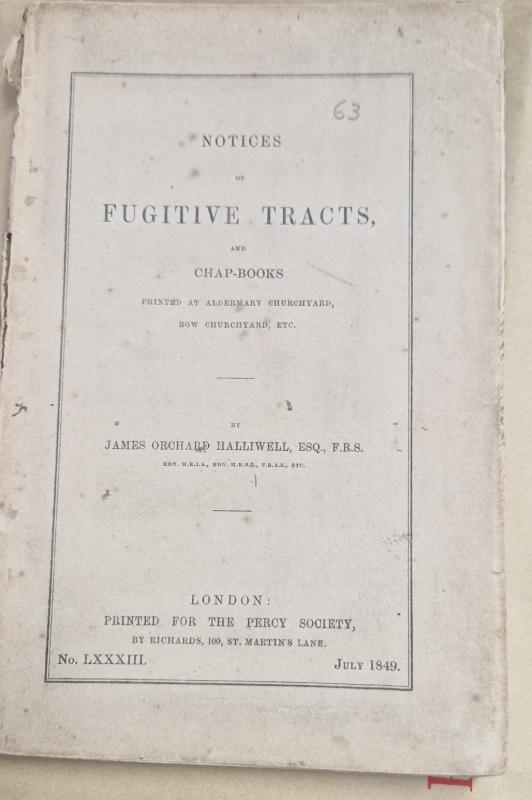 63
NOTICES
OF
FUGITIVE TRACTS,
AND
CHAP-BOOKS
PRINTED AT ALDERMARY CHURCHYARD,
BOW CHURCHYARD, ETC.
BY
JAMES ORCHARD HALLIWELL, ESQ., F.R.S.
HON. M.R.I.A., HON. M.R.S.L., F.R.A.S., ETC.
LONDON:
PRINTED FOR THE PERCY SOCIETY,
BY RICHARDS, 100, ST. MARTIN'S LANE.
No. LXXXIII. JULY 1849.